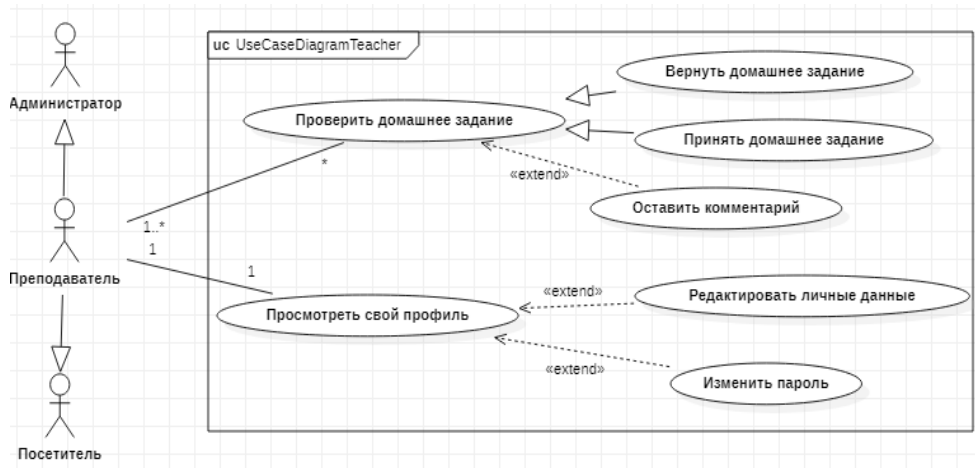 uc UseCaseDiagramTeacher
Вернуть домашнее задание
Администратор
Проверить домашнее задание
Принять домашнее задание
*
«extend»
Оставить комментарий
1..*
1
Преподаватель
1
«extend»
Редактировать личные данные
Просмотреть свой профиль
«extend»
Изменить пароль
Посетитель